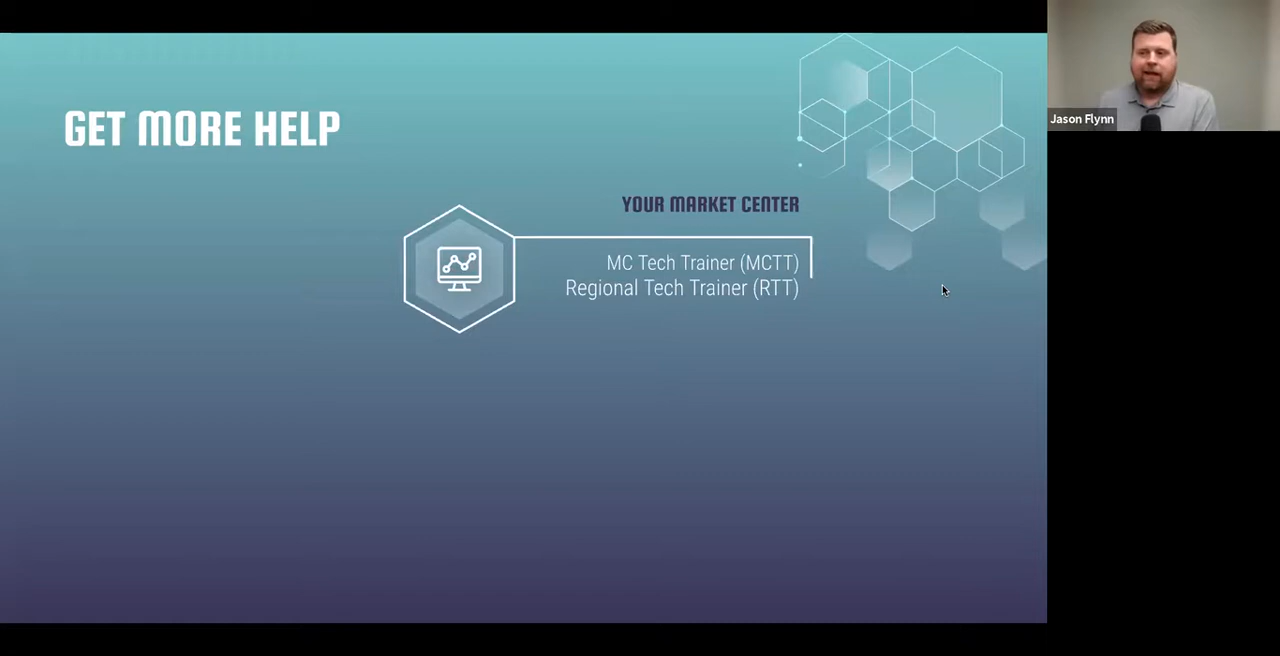 GET MORE HELP
YOUR MARKET CENTER
MC Tech Trainer (MCTT)
Regional Tech Trainer (RTT)
Jason Flynn